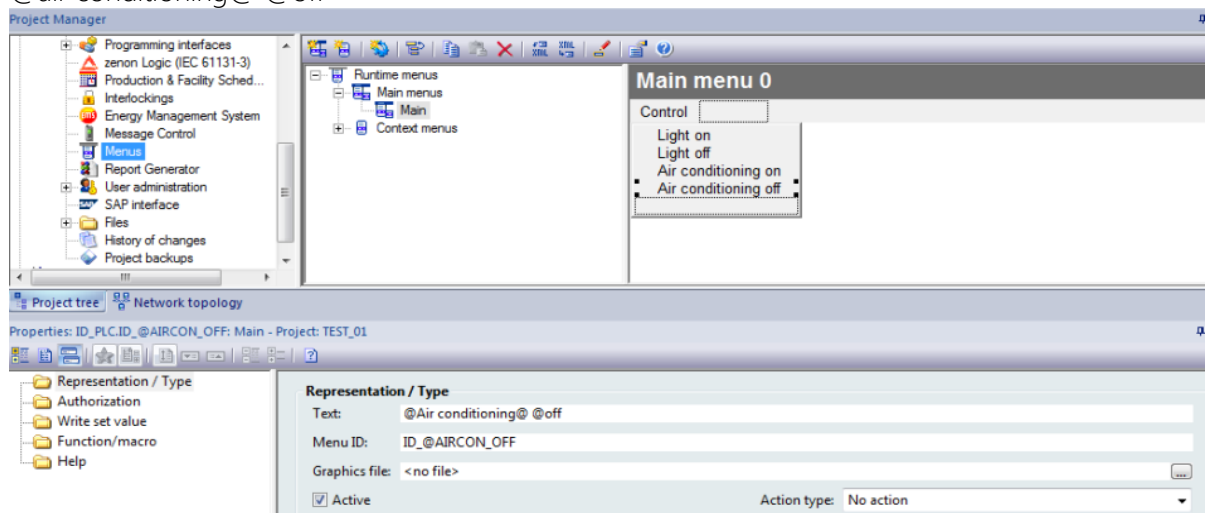 @air conditioning@ @off
Project Manager
Programming interfaces
zenon Logic (IEC 61131-3)
Production & Facility Sched...
Interlockings
Energy Management System
Message Control
Menus
Report Generator
User administration
SAP interface
Files
History of changes
Project backups
XML XML
Runtime menus
Main menus
Main
Context menus
Main menu 0
Control
Light on
Light off
Air conditioning on
Air conditioning off
Project tree
Network topology
Properties: ID_PLC.ID_@AIRCON_OFF: Main - Project: TEST_01
Representation / Type
Authorization
Write set value
Function/macro
Help
Representation / Type
Text: @Air conditioning@ @off
Menu ID: ID_@AIRCON_OFF
Graphics file: <no file>
...
Active
Action type: No action